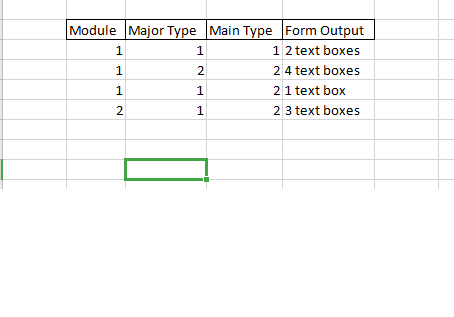 Module Major Type Main Type Form Output
1 1 1 2 text boxes
1 2 2 4 text boxes
1 1 2 1 text box
2 1 2 3 text boxes